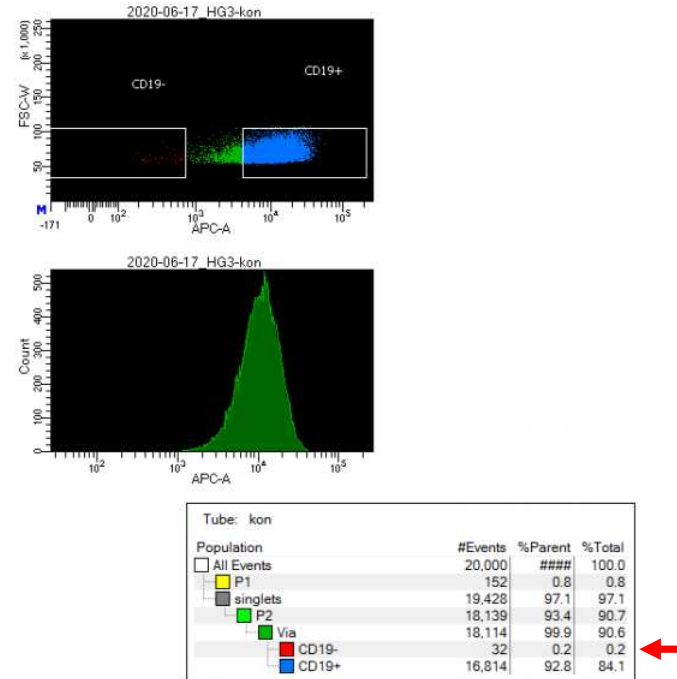 2020-06-17_HG3-kon
(x 1,000)
FSC-W
250
200
150
100
50
CD19-
CD19+
M
-171
0 10² 10³ 10⁴ 10⁵
APC-A
2020-06-17_HG3-kon
Count
500
400
300
200
100
0
10² 10³ 10⁴ 10⁵
APC-A
Tube: kon
Population #Events %Parent %Total
All Events 20,000 #### 100.0
P1 152 0.8 0.8
singlets 19,428 97.1 97.1
P2 18,139 93.4 90.7
Via 18,114 99.9 90.6
CD19- 32 0.2 0.2
CD19+ 16,814 92.8 84.1